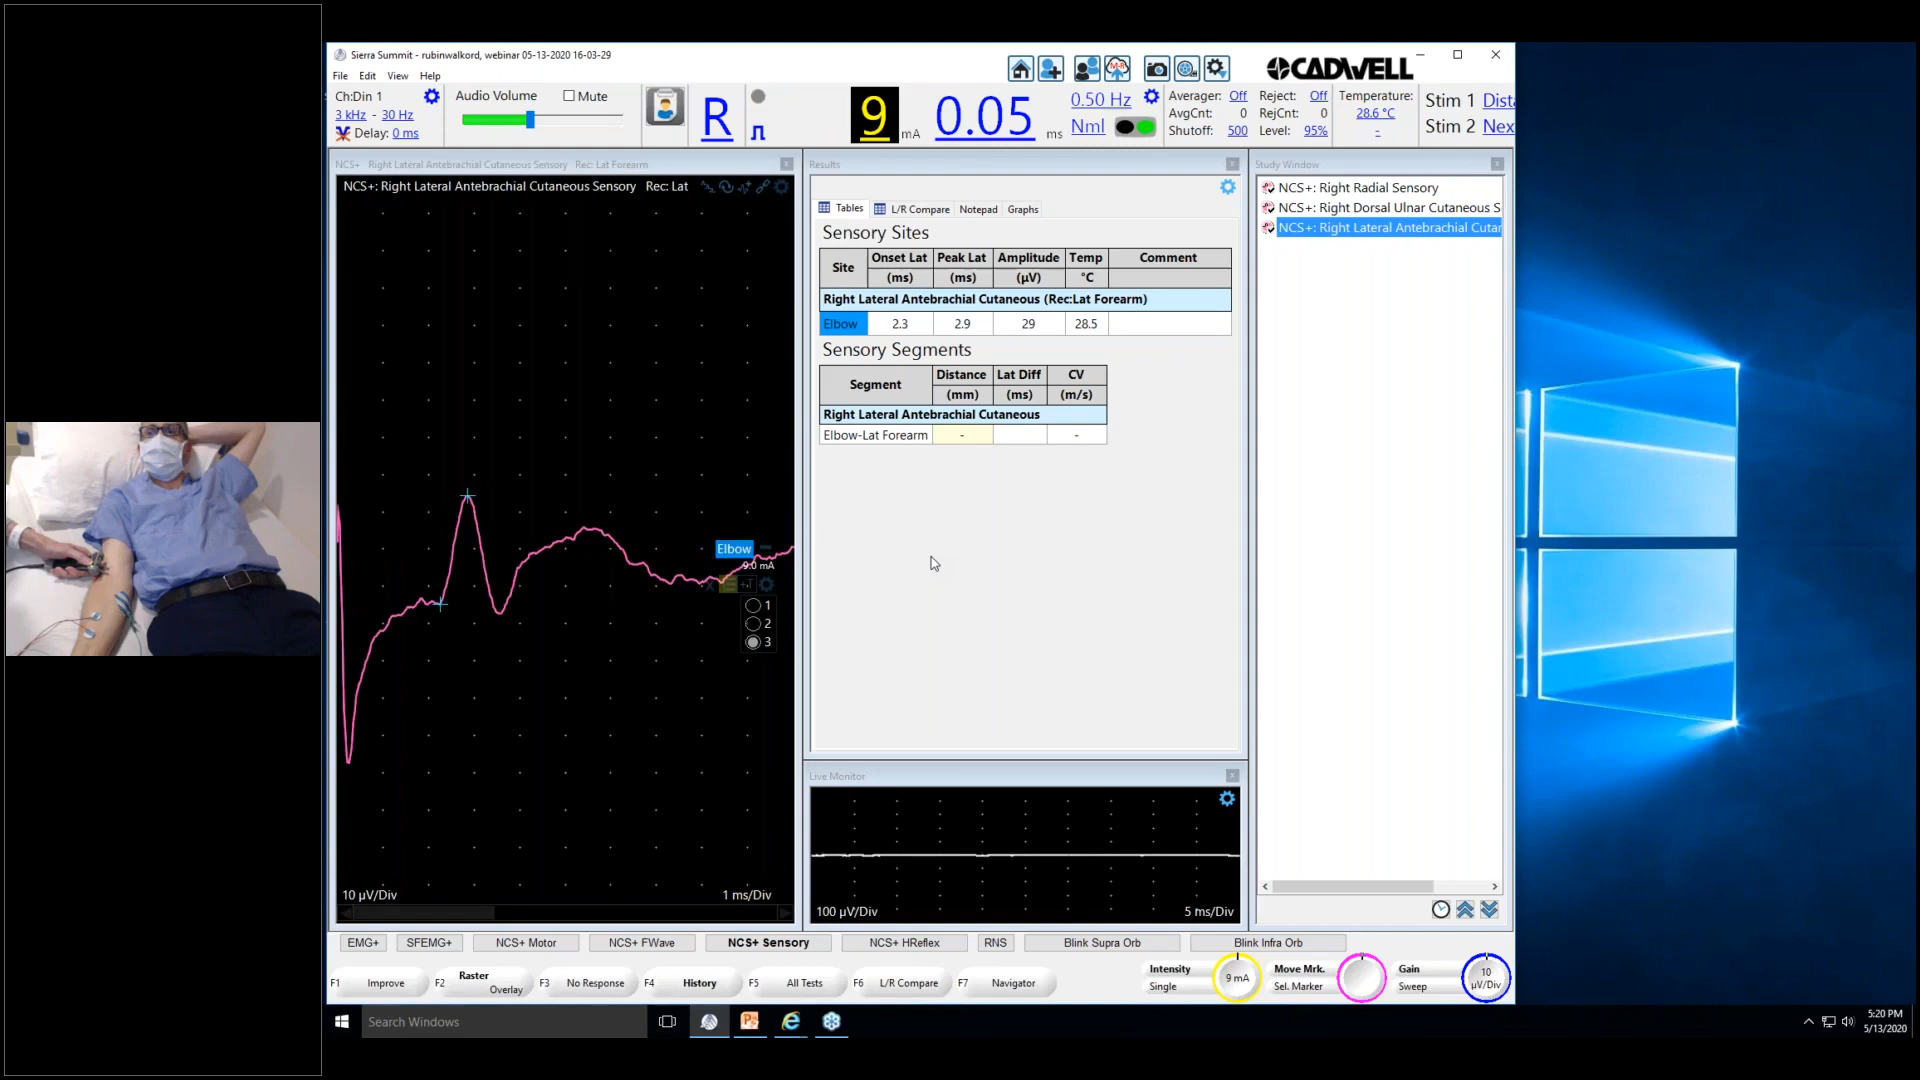 Sierra Summit - rubinwalkord, webinar 05-13-2020 16-03-29
File Edit View Help
CADWELL
Ch:Din 1
3 kHz - 30 Hz
Delay: 0 ms
Audio Volume
Mute
R
9 mA
0.05 ms
0.50 Hz
Nml
Averager: Off
AvgCnt: 0
Shutoff: 500
Reject: Off
RejCnt: 0
Level: 95%
Temperature:
28.6 °C
-
Stim 1 Dist
Stim 2 Nex
NCS+ Right Lateral Antebrachial Cutaneous Sensory Rec: Lat Forearm
NCS+: Right Lateral Antebrachial Cutaneous Sensory Rec: Lat
Elbow
9.0 mA
+T
1
2
3
10 µV/Div
1 ms/Div
Results
Tables L/R Compare Notepad Graphs
Sensory Sites
Site Onset Lat Peak Lat Amplitude Temp Comment
(ms) (ms) (µV) °C
Right Lateral Antebrachial Cutaneous (Rec:Lat Forearm)
Elbow 2.3 2.9 29 28.5
Sensory Segments
Segment Distance Lat Diff CV
(mm) (ms) (m/s)
Right Lateral Antebrachial Cutaneous
Elbow-Lat Forearm - -
Live Monitor
100 µV/Div
5 ms/Div
Study Window
NCS+: Right Radial Sensory
NCS+: Right Dorsal Ulnar Cutaneous S
NCS+: Right Lateral Antebrachial Cutan
EMG+ SFEMG+ NCS+ Motor NCS+ FWave NCS+ Sensory NCS+ HReflex RNS Blink Supra Orb Blink Infra Orb
F1 Improve F2 Raster Overlay F3 No Response F4 History F5 All Tests F6 L/R Compare F7 Navigator
Intensity
Single
9 mA
Move Mrk.
Sel. Marker
Gain
Sweep
10
µV/Div
Search Windows
5:20 PM
5/13/2020